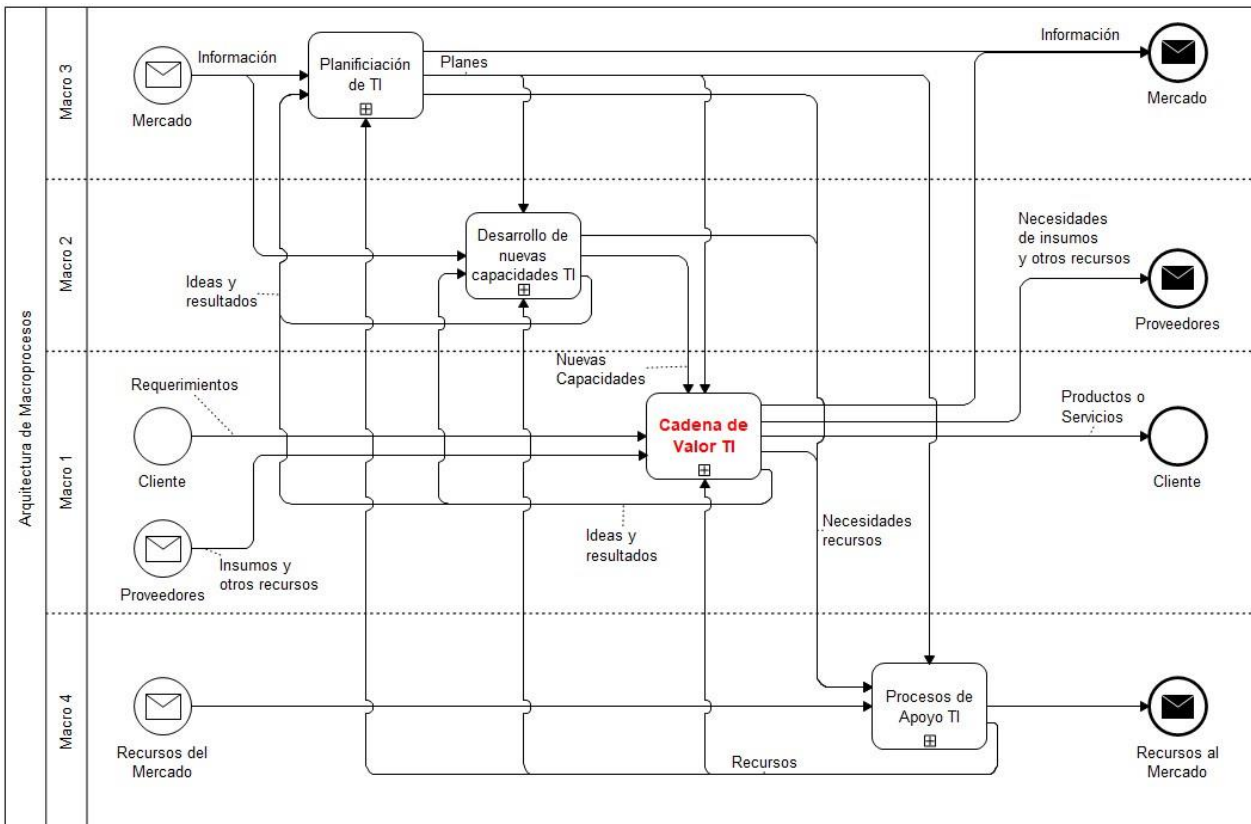 Arquitectura de Macroprocesos
Macro 3
Mercado
Información
Planificiación
de TI
Planes
Información
Mercado
Macro 2
Ideas y
resultados
Desarrollo de
nuevas
capacidades TI
Necesidades
de insumos
y otros recursos
Proveedores
Macro 1
Requerimientos
Cliente
Proveedores
Insumos y
otros recursos
Nuevas
Capacidades
Cadena de
Valor TI
Ideas y
resultados
Necesidades
recursos
Productos o
Servicios
Cliente
Macro 4
Recursos del
Mercado
Procesos de
Apoyo TI
Recursos
Recursos al
Mercado